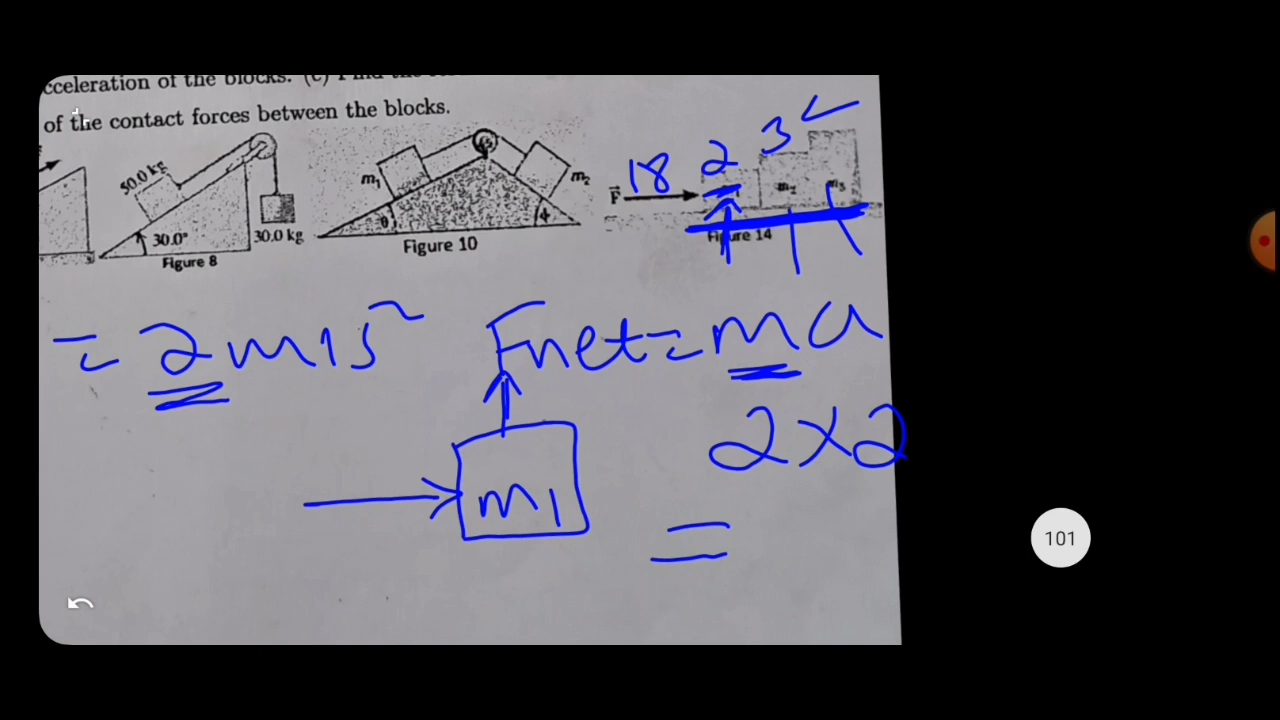 cceleration of the blocks. (c) Find the
of the contact forces between the blocks.
50.0 kg
30.0°
30.0 kg
Figure 8
m₁
m₂
θ
ϕ
Figure 10
F 18 2 3
m₂ m₃
Figure 14
= 2 m/s² Fnet = ma
2×2
m1
=
101